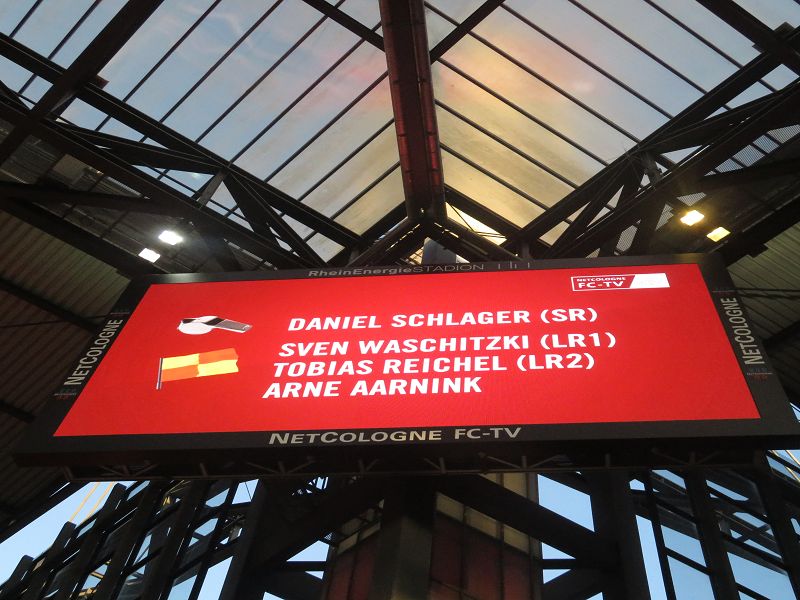 RheinEnergieSTADION
NETCOLOGNE
FC-TV
DANIEL SCHLAGER (SR)
SVEN WASCHITZKI (LR1)
TOBIAS REICHEL (LR2)
ARNE AARNINK
NETCOLOGNE
NETCOLOGNE
NETCOLOGNE FC-TV